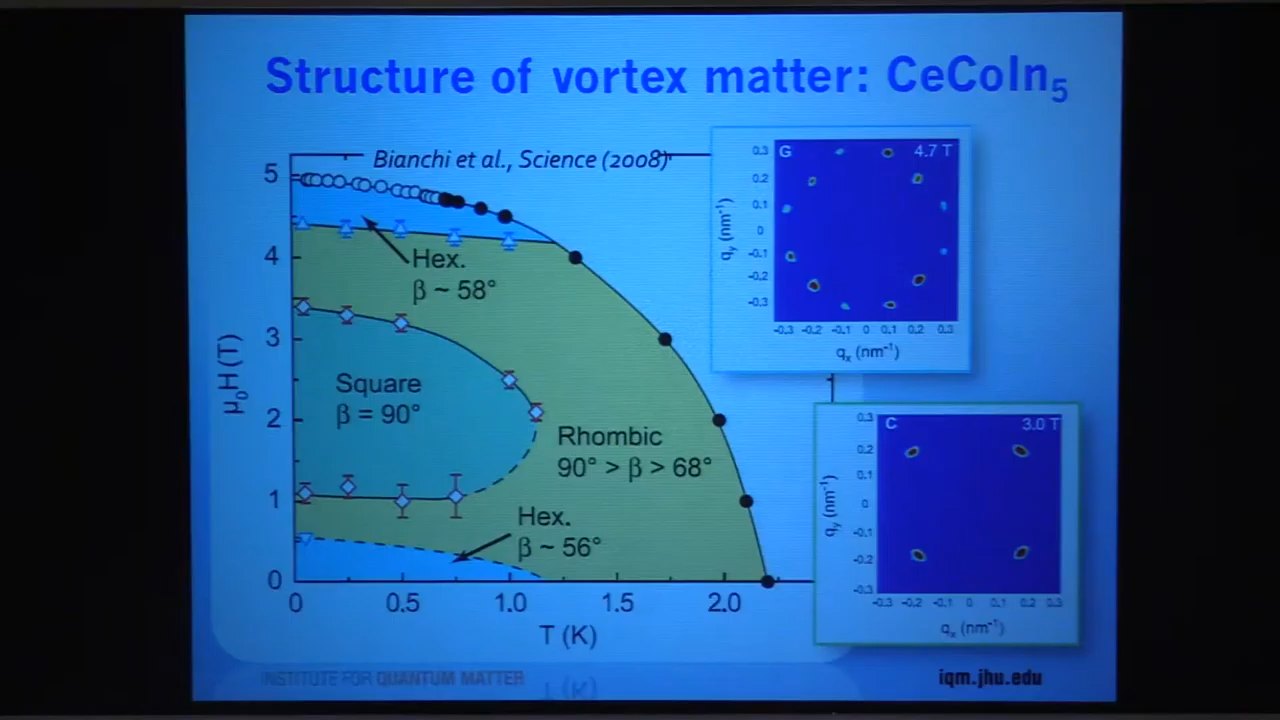 Structure of vortex matter: CeCoIn₅
Bianchi et al., Science (2008)
5
4
3
2
1
0
μ₀H (T)
Hex.
β ~ 58°
Square
β = 90°
Rhombic
90° > β > 68°
Hex.
β ~ 56°
0 0.5 1.0 1.5 2.0
T (K)
G 4.7 T
0.3
0.2
0.1
0
-0.1
-0.2
-0.3
qy (nm⁻¹)
-0.3 -0.2 -0.1 0 0.1 0.2 0.3
qx (nm⁻¹)
C 3.0 T
0.3
0.2
0.1
0
-0.1
-0.2
-0.3
qy (nm⁻¹)
-0.3 -0.2 -0.1 0 0.1 0.2 0.3
qx (nm⁻¹)
INSTITUTE FOR QUANTUM MATTER
iqm.jhu.edu